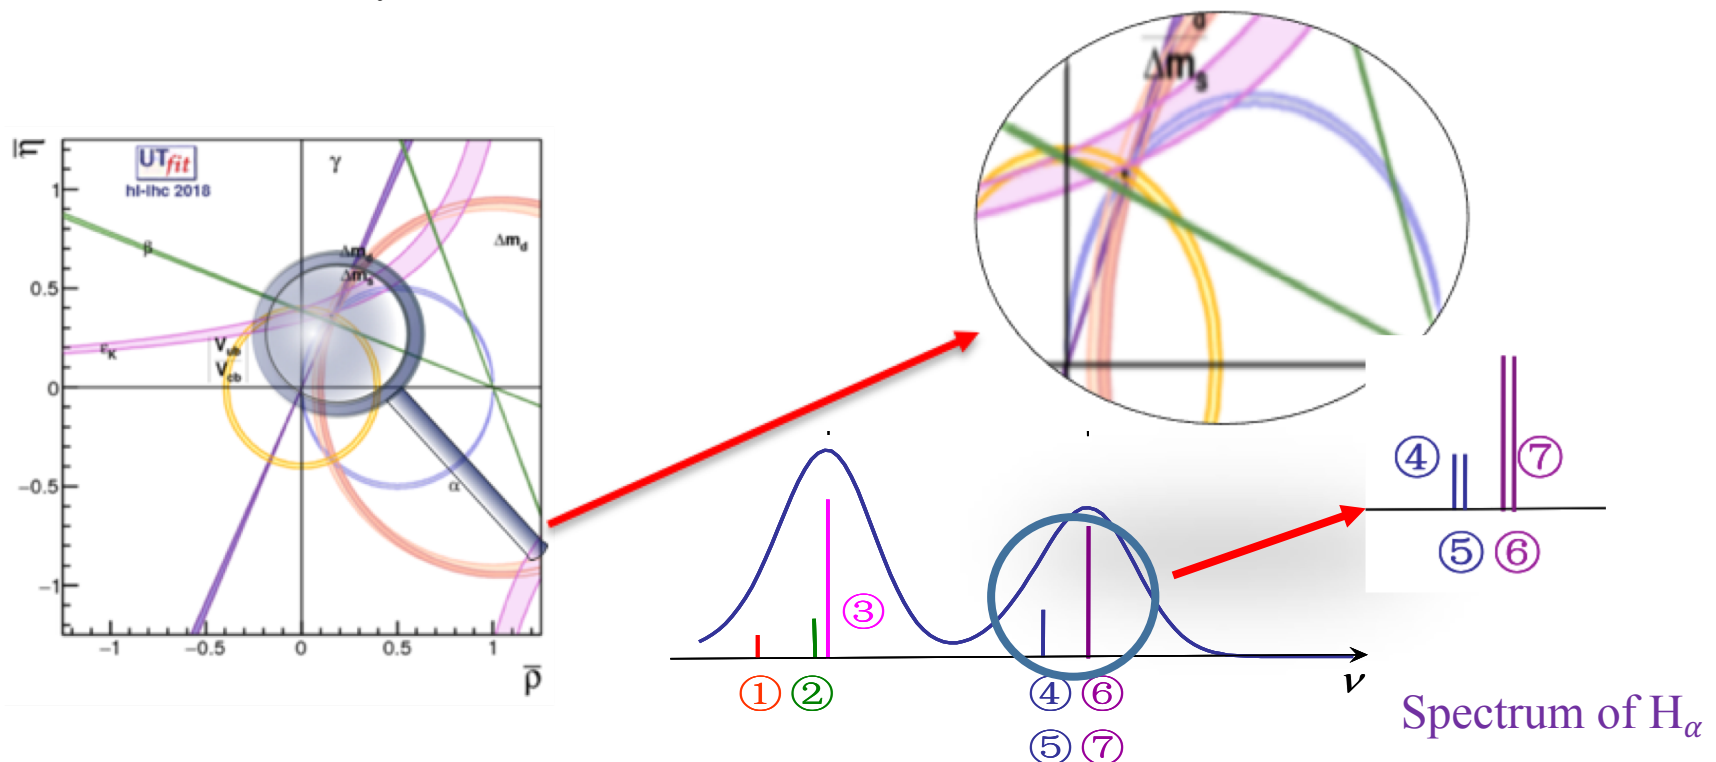 η̅
UTfit
hl-lhc 2018
γ
β
Δm_d
Δm_s
Δm_d
ε_K
V_ub
V_cb
α
1
0.5
0
−0.5
−1
−1
−0.5
0
0.5
1
ρ̅
d
Δm_s
③
① ②
④ ⑥
⑤ ⑦
ν
④ ⑦
⑤ ⑥
Spectrum of H_α